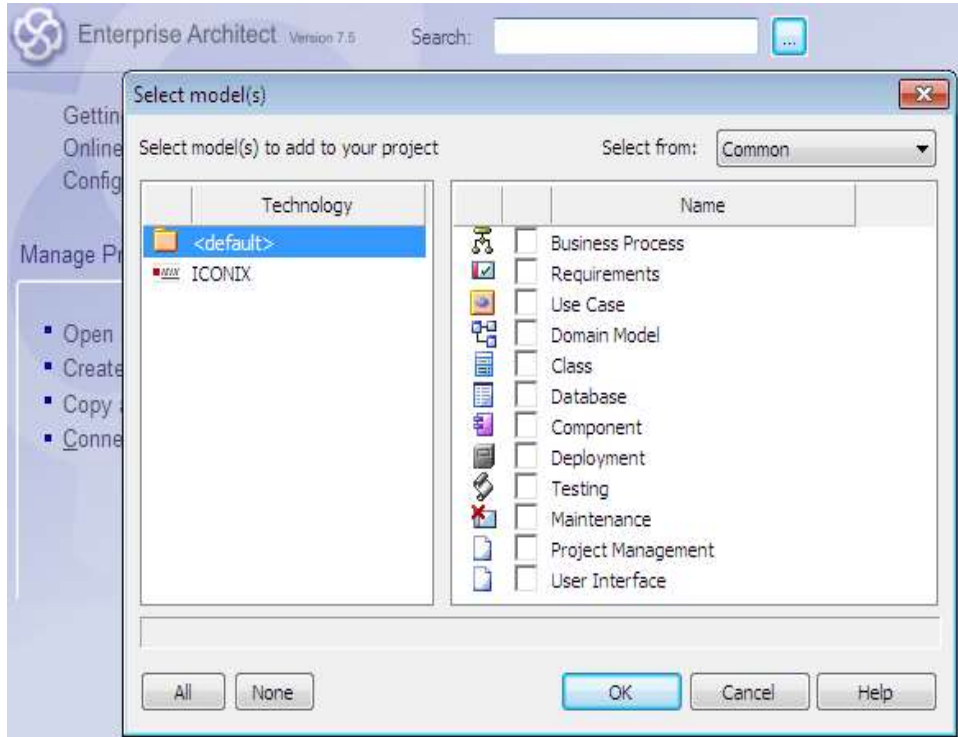 Enterprise Architect Version 7.5 Search: ...
Select model(s)
Gettin
Online
Config
Select model(s) to add to your project Select from: Common
Technology Name
Manage Pr
<default>
ICONIX
Business Process
Requirements
Use Case
Domain Model
Class
Database
Component
Deployment
Testing
Maintenance
Project Management
User Interface
Open
Create
Copy
Conne
All None OK Cancel Help